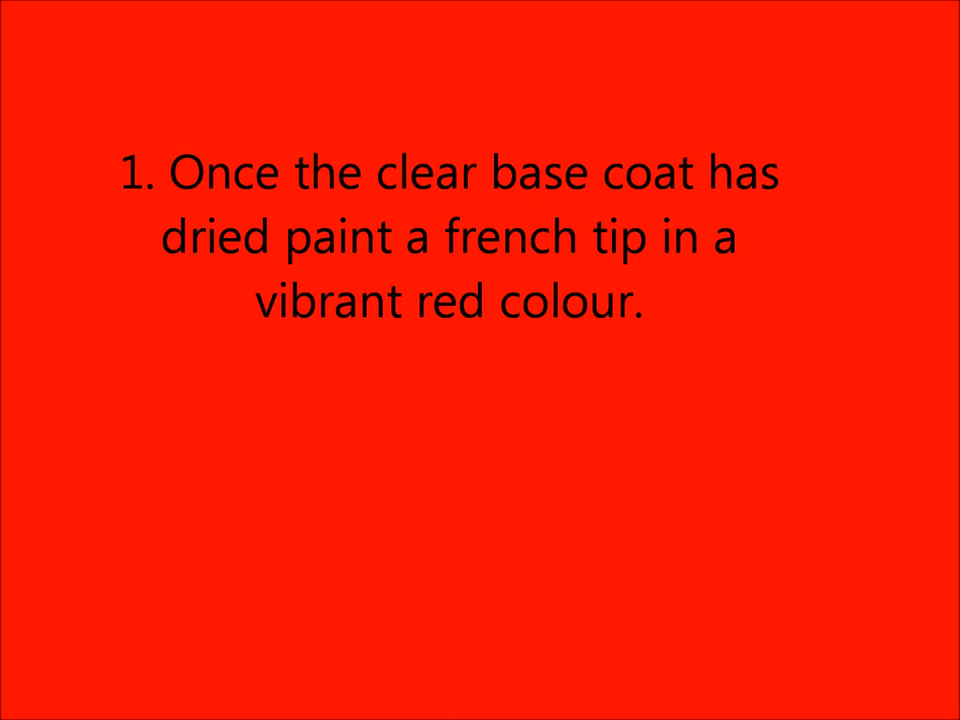 1. Once the clear base coat has
dried paint a french tip in a
vibrant red colour.